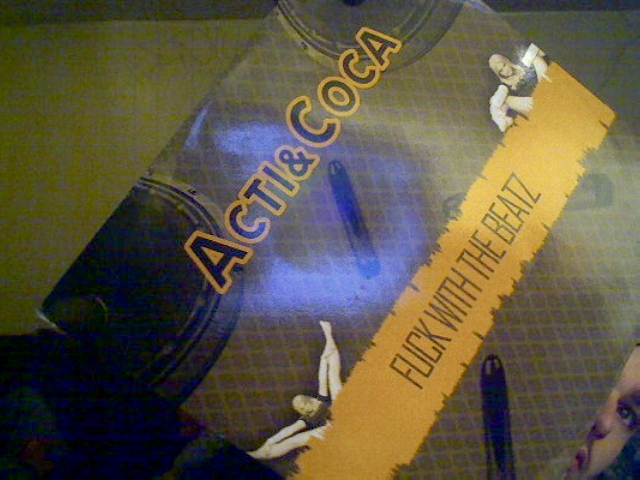 ACTI & COCA
FUCK WITH THE BEATZ